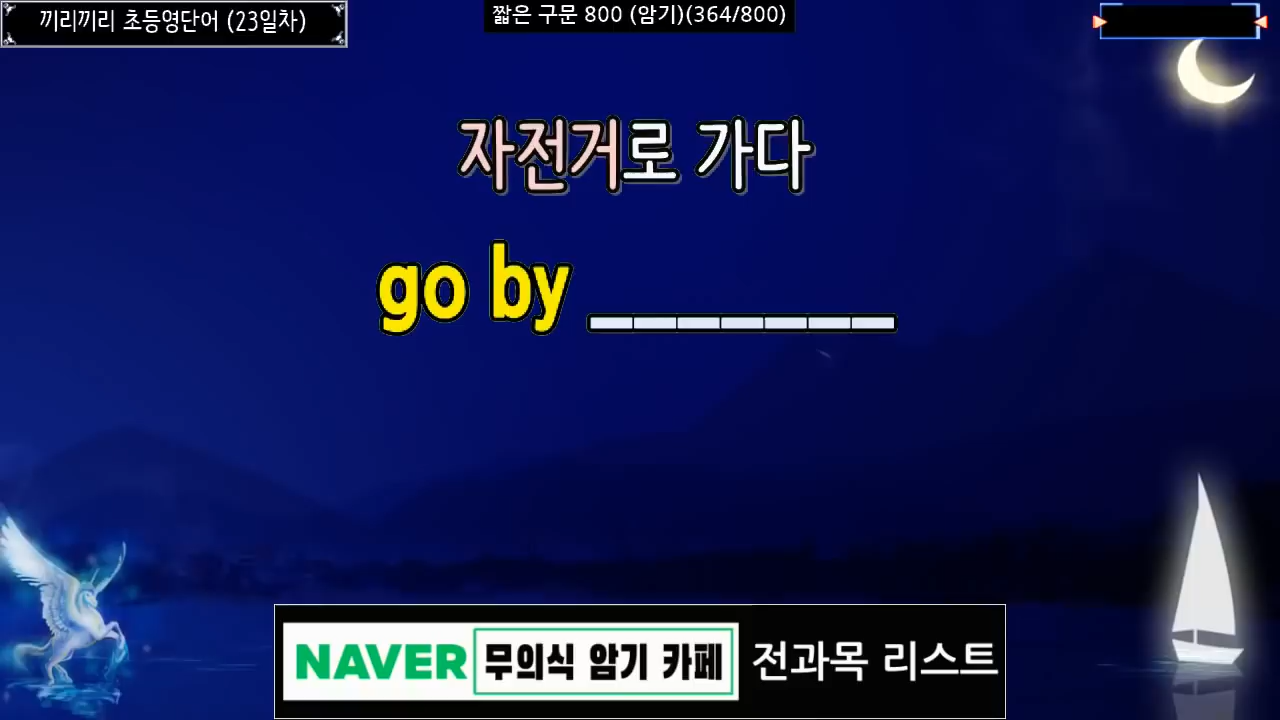 끼리끼리 초등영단어 (23일차)
짧은 구문 800 (암기)(364/800)
자전거로 가다
go by _______
NAVER 무의식 암기 카페 전과목 리스트